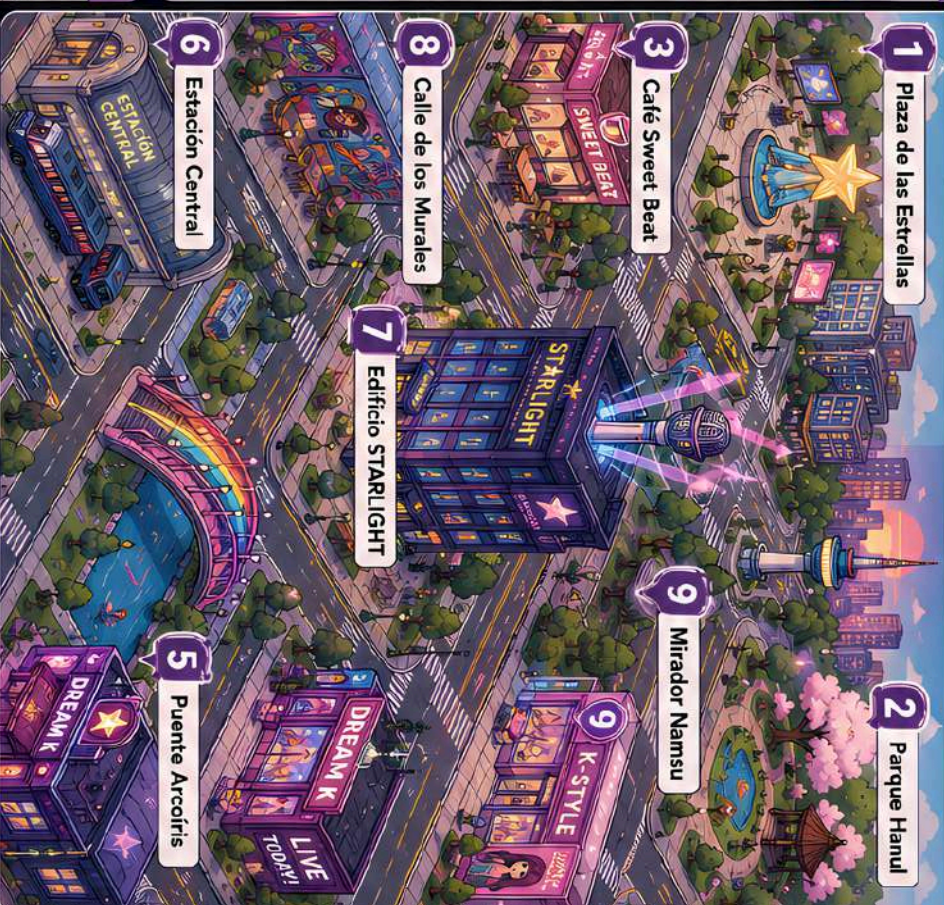 1 Plaza de las Estrellas
2 Parque Hanul
3 Café Sweet Beat
SWEET BEAT
9 Mirador Namsu
STARLIGHT
9
K-STYLE
8 Calle de los Murales
7 Edificio STARLIGHT
DREAM K
LIVE
TODAY!
6 Estación Central
ESTACIÓN
CENTRAL
5 Puente Arcoíris
DREAM K